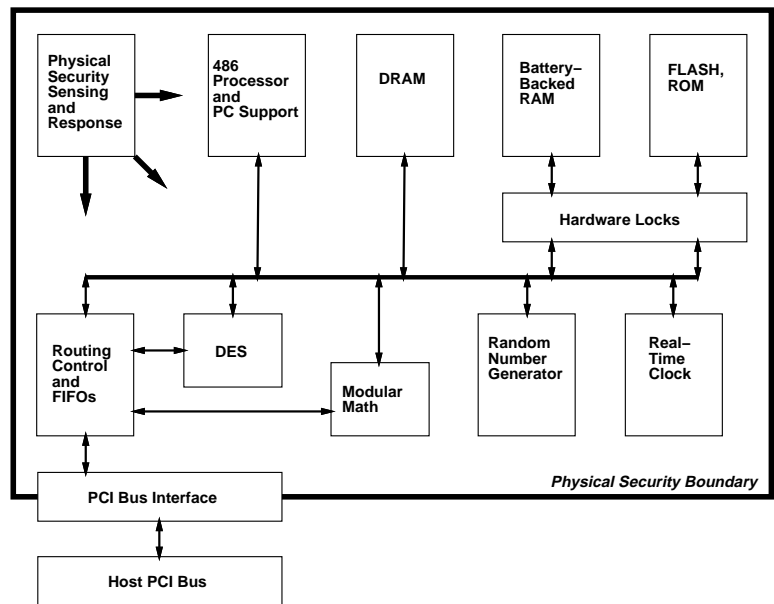 Physical
Security
Sensing
and
Response
486
Processor
and
PC Support
DRAM
Battery–
Backed
RAM
FLASH,
ROM
Hardware Locks
Routing
Control
and
FIFOs
DES
Modular
Math
Random
Number
Generator
Real–
Time
Clock
Physical Security Boundary
PCI Bus Interface
Host PCI Bus